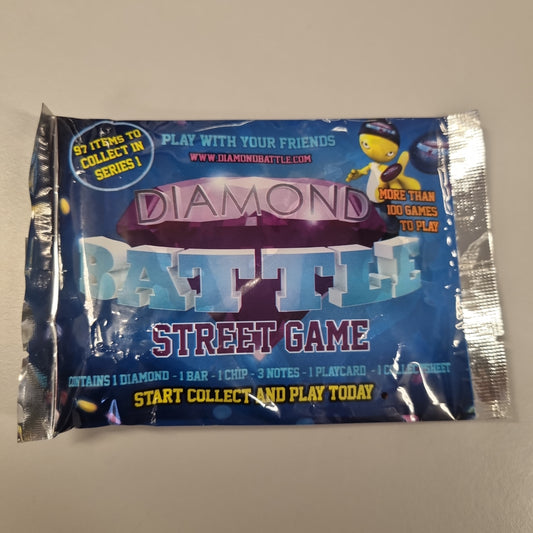 97 ITEMS TO
COLLECT IN
SERIES 1
PLAY WITH YOUR FRIENDS
WWW.DIAMONDBATTLE.COM
MORE THAN
100 GAMES
TO PLAY
DIAMOND
BATTLE
STREET GAME
CONTAINS 1 DIAMOND - 1 BAR - 1 CHIP - 3 NOTES - 1 PLAYCARD - 1 COLLECTSHEET
START COLLECT AND PLAY TODAY